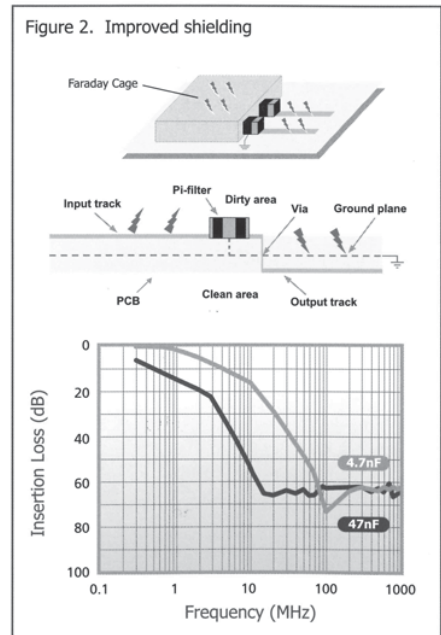 Figure 2.  Improved shielding
Faraday Cage
Pi-filter
Input track
Dirty area
Via
Ground plane
PCB
Clean area
Output track
Insertion Loss (dB)
0
20
40
60
80
100
4.7nF
47nF
0.1
1
10
100
1000
Frequency (MHz)